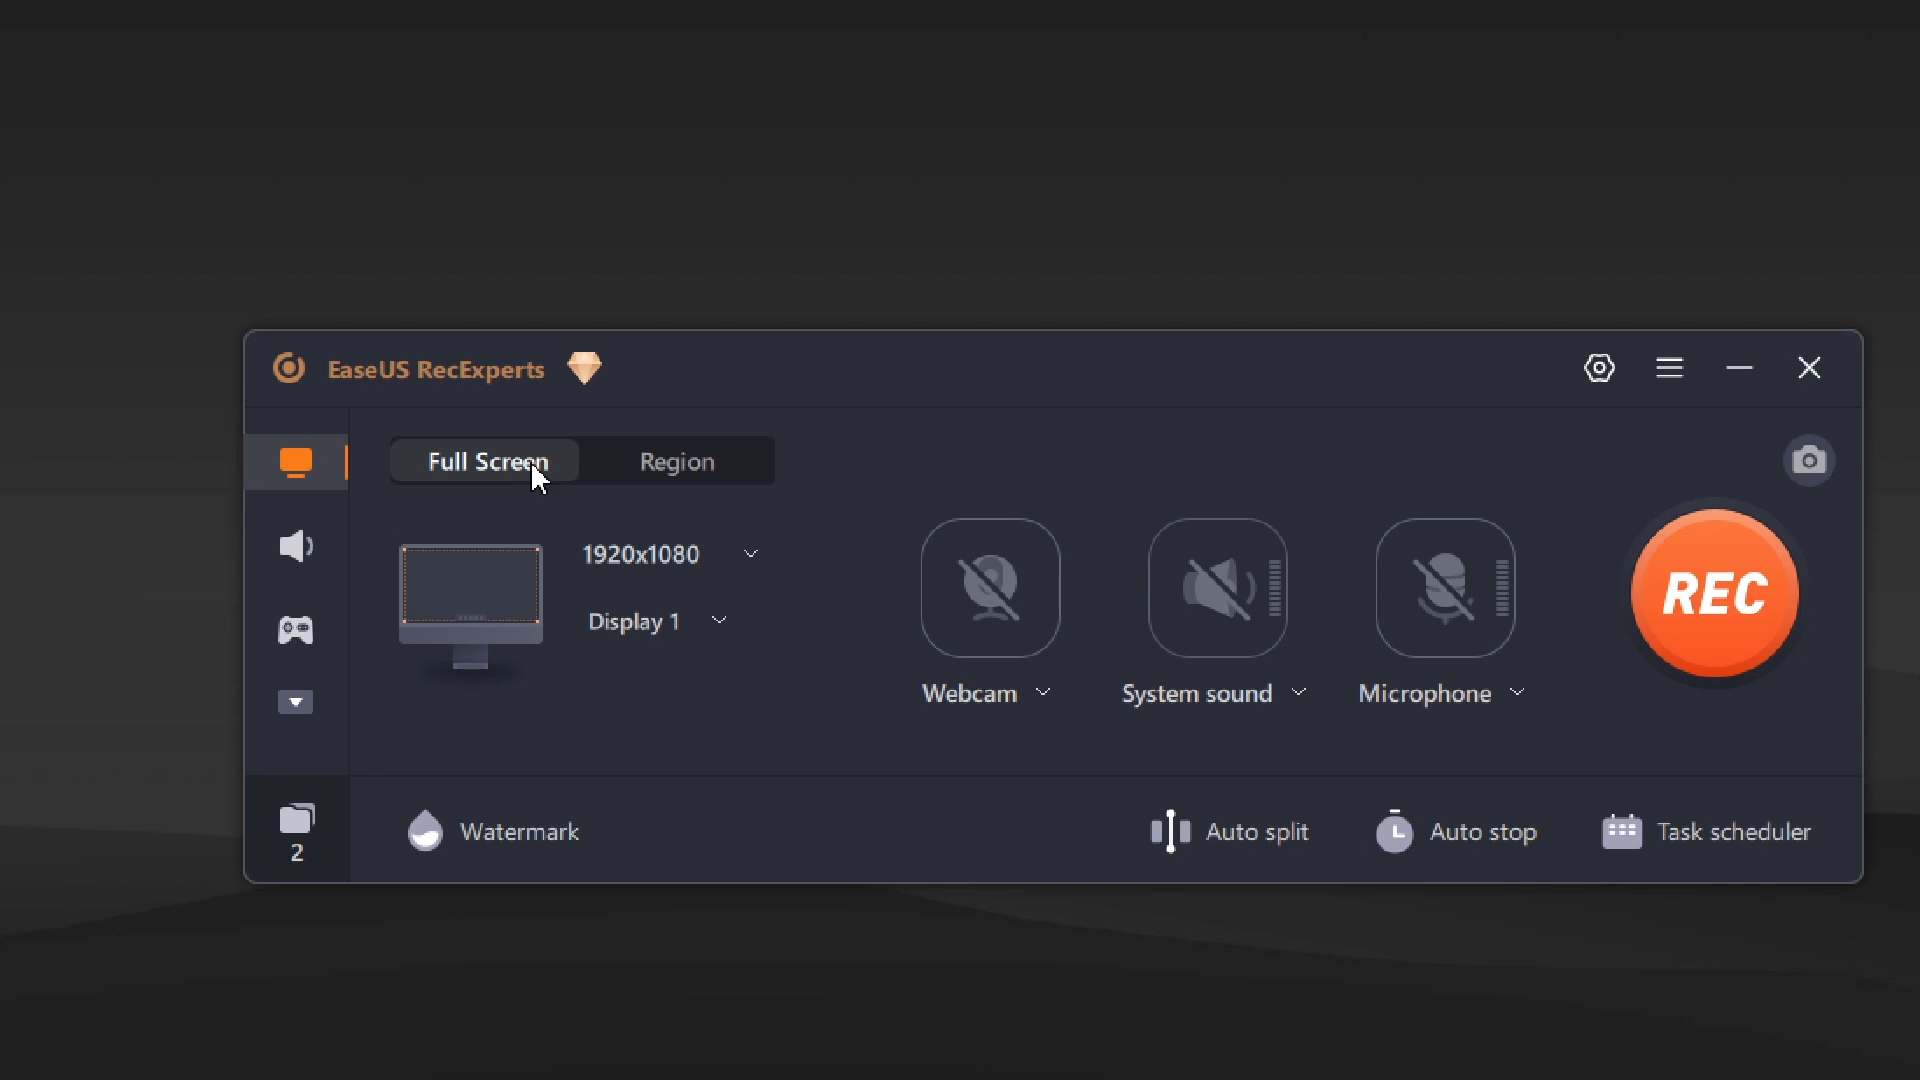 EaseUS RecExperts
Full Screen
Region
1920x1080
Display 1
Webcam
System sound
Microphone
REC
2
Watermark
Auto split
Auto stop
Task scheduler